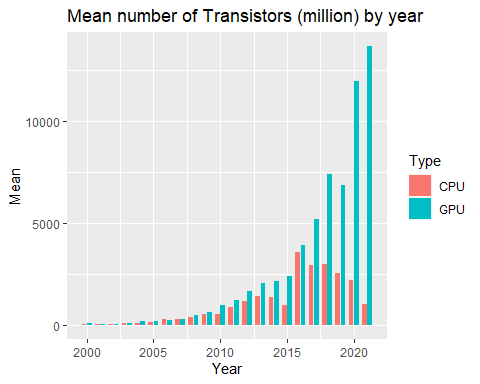 Mean number of Transistors (million) by year
Mean
10000
5000
0
2000
2005
2010
2015
2020
Year
Type
CPU
GPU